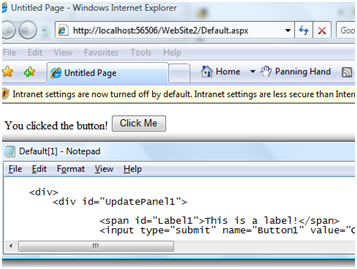 Untitled Page - Windows Internet Explorer
http://localhost:56506/WebSite2/Default.aspx
File Edit View Favorites Tools Help
Untitled Page Home Panning Hand
Intranet settings are now turned off by default. Intranet settings are less secure than Inter
You clicked the button! Click Me
Default[1] - Notepad
File Edit Format View Help
<div>
<div id="UpdatePanel1">
<span id="Label1">This is a label!</span>
<input type="submit" name="Button1" value="C